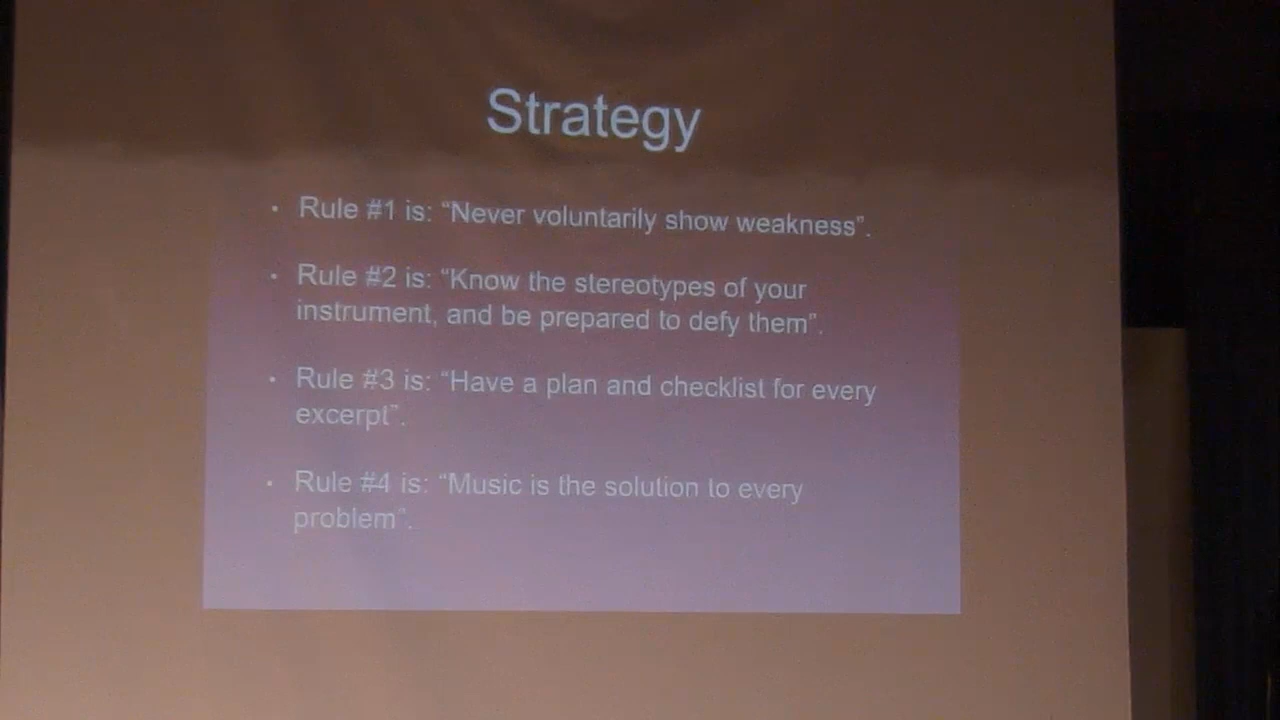 Strategy
• Rule #1 is: “Never voluntarily show weakness”.
• Rule #2 is: “Know the stereotypes of your
instrument, and be prepared to defy them”.
• Rule #3 is: “Have a plan and checklist for every
excerpt”.
• Rule #4 is: “Music is the solution to every
problem”.